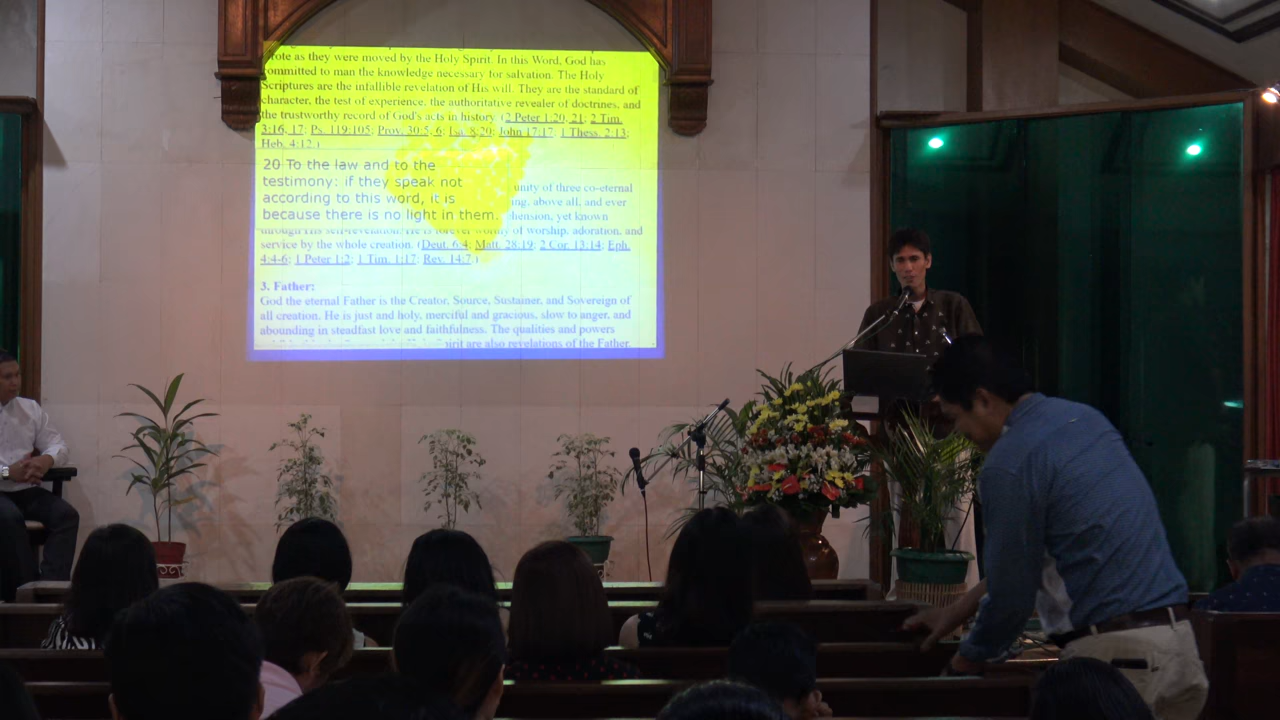 rote as they were moved by the Holy Spirit. In this Word, God has
committed to man the knowledge necessary for salvation. The Holy
Scriptures are the infallible revelation of His will. They are the standard of
character, the test of experience, the authoritative revealer of doctrines, and
the trustworthy record of God's acts in history. (2 Peter 1:20, 21; 2 Tim.
3:16, 17; Ps. 119:105; Prov. 30:5, 6; Isa. 8:20; John 17:17; 1 Thess. 2:13;
Heb. 4:12.)
20 To the law and to the
testimony: if they speak not
according to this word, it is
because there is no light in them.
unity of three co-eternal
ing, above all, and ever
hension, yet known
through His self-revelation. He is forever worthy of worship, adoration, and
service by the whole creation. (Deut. 6:4; Matt. 28:19; 2 Cor. 13:14; Eph.
4:4-6; 1 Peter 1:2; 1 Tim. 1:17; Rev. 14:7.)
3. Father:
God the eternal Father is the Creator, Source, Sustainer, and Sovereign of
all creation. He is just and holy, merciful and gracious, slow to anger, and
abounding in steadfast love and faithfulness. The qualities and powers
irit are also revelations of the Father.